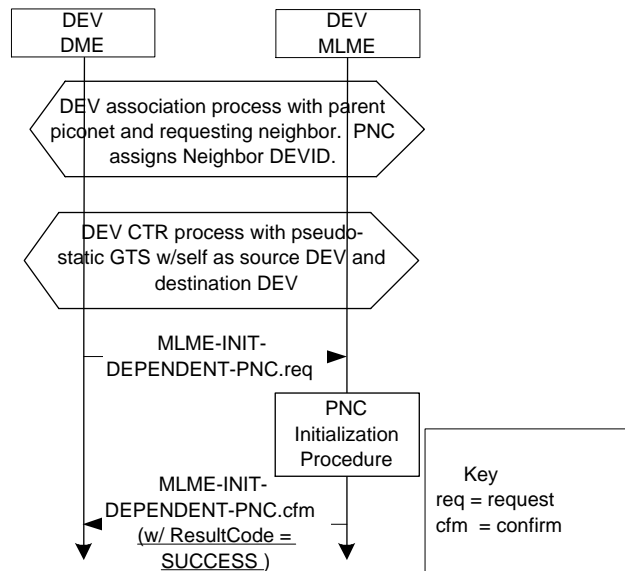 DEV
DME
DEV
MLME
DEV association process with parent
piconet and requesting neighbor.  PNC
assigns Neighbor DEVID.
DEV CTR process with pseudo-
static GTS w/self as source DEV and
destination DEV
MLME-INIT-
DEPENDENT-PNC.req
PNC
Initialization
Procedure
MLME-INIT-
DEPENDENT-PNC.cfm
(w/ ResultCode =
SUCCESS )
Key
req = request
cfm  = confirm